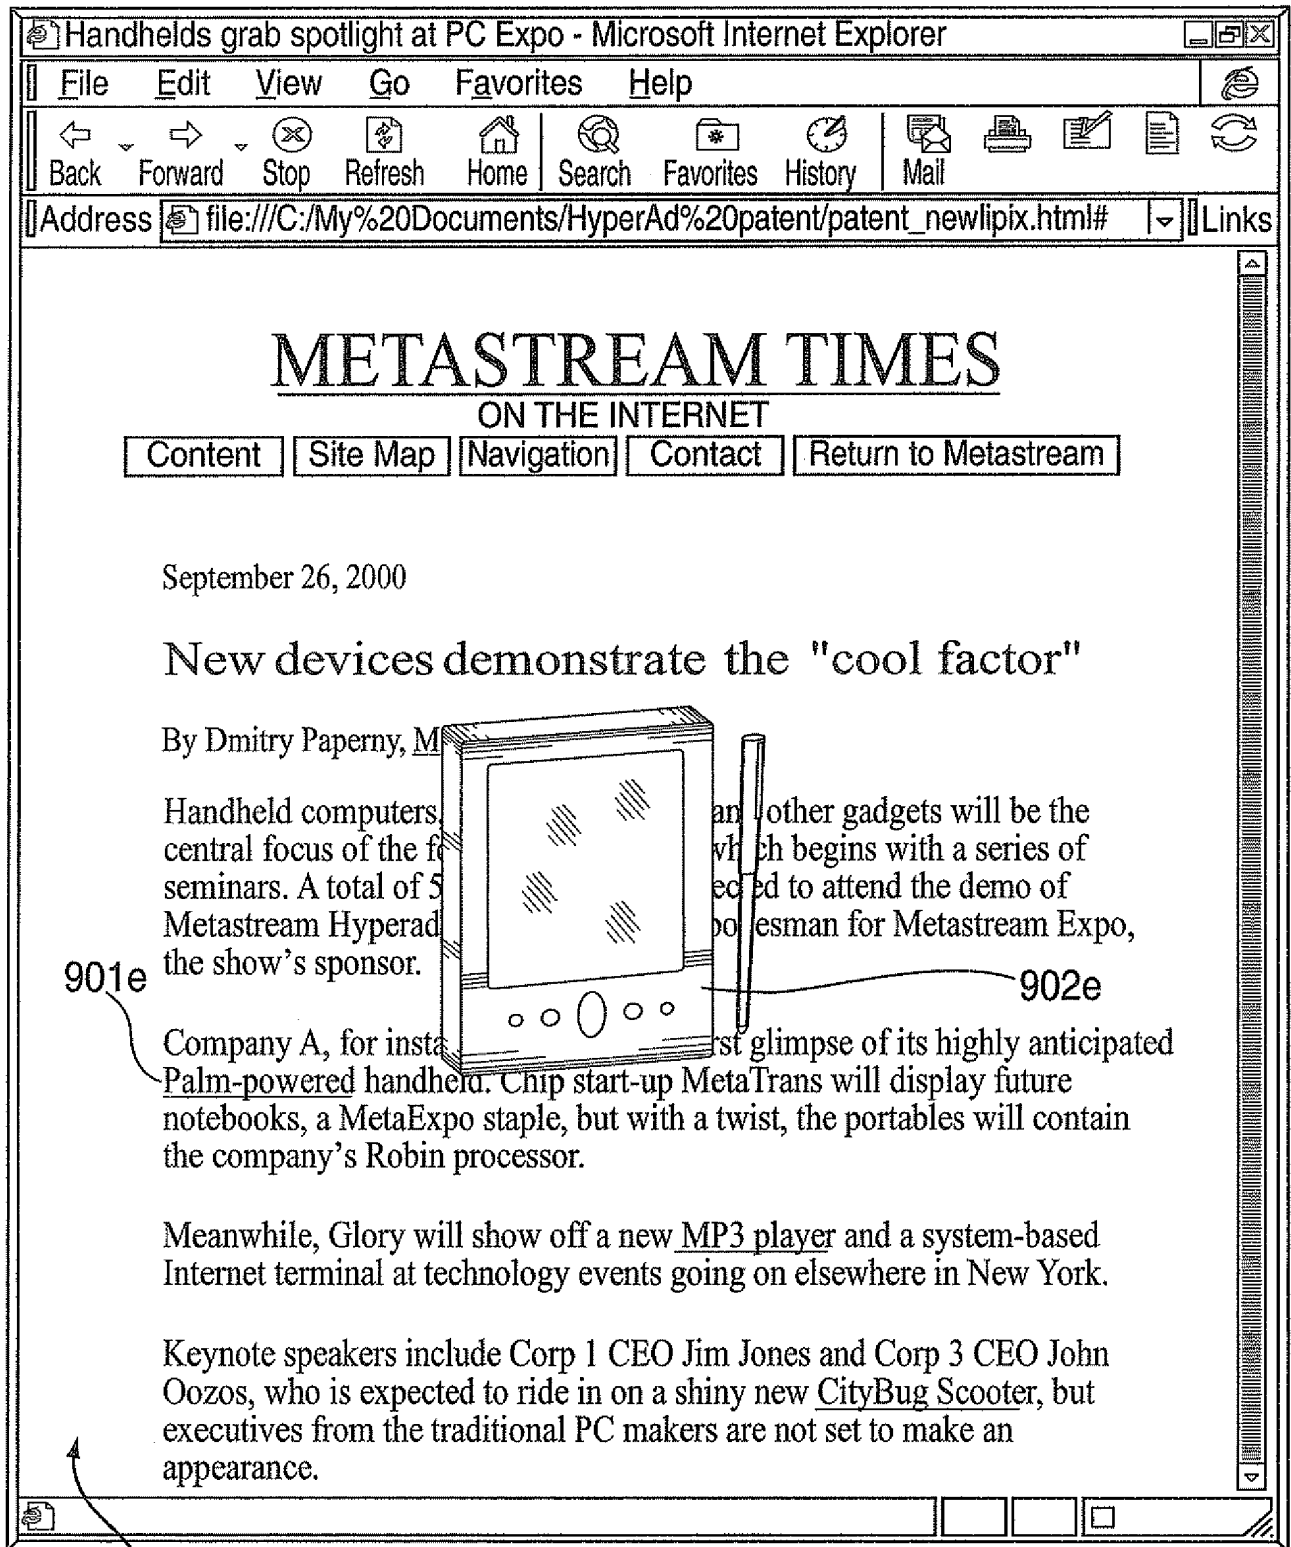 Handhelds grab spotlight at PC Expo - Microsoft Internet Explorer
File Edit View Go Favorites Help
Back Forward Stop Refresh Home Search Favorites History Mail
Address file:///C:/My%20Documents/HyperAd%20patent/patent_newlipix.html# Links
METASTREAM TIMES
ON THE INTERNET
Content Site Map Navigation Contact Return to Metastream
September 26, 2000
New devices demonstrate the "cool factor"
By Dmitry Paperny, M
Handheld computers, an other gadgets will be the
central focus of the f which begins with a series of
seminars. A total of 5 ected to attend the demo of
Metastream Hyperad esman for Metastream Expo,
the show's sponsor.
901e
902e
Company A, for insta rst glimpse of its highly anticipated
Palm-powered handheld. Chip start-up MetaTrans will display future
notebooks, a MetaExpo staple, but with a twist, the portables will contain
the company's Robin processor.
Meanwhile, Glory will show off a new MP3 player and a system-based
Internet terminal at technology events going on elsewhere in New York.
Keynote speakers include Corp 1 CEO Jim Jones and Corp 3 CEO John
Oozos, who is expected to ride in on a shiny new CityBug Scooter, but
executives from the traditional PC makers are not set to make an
appearance.